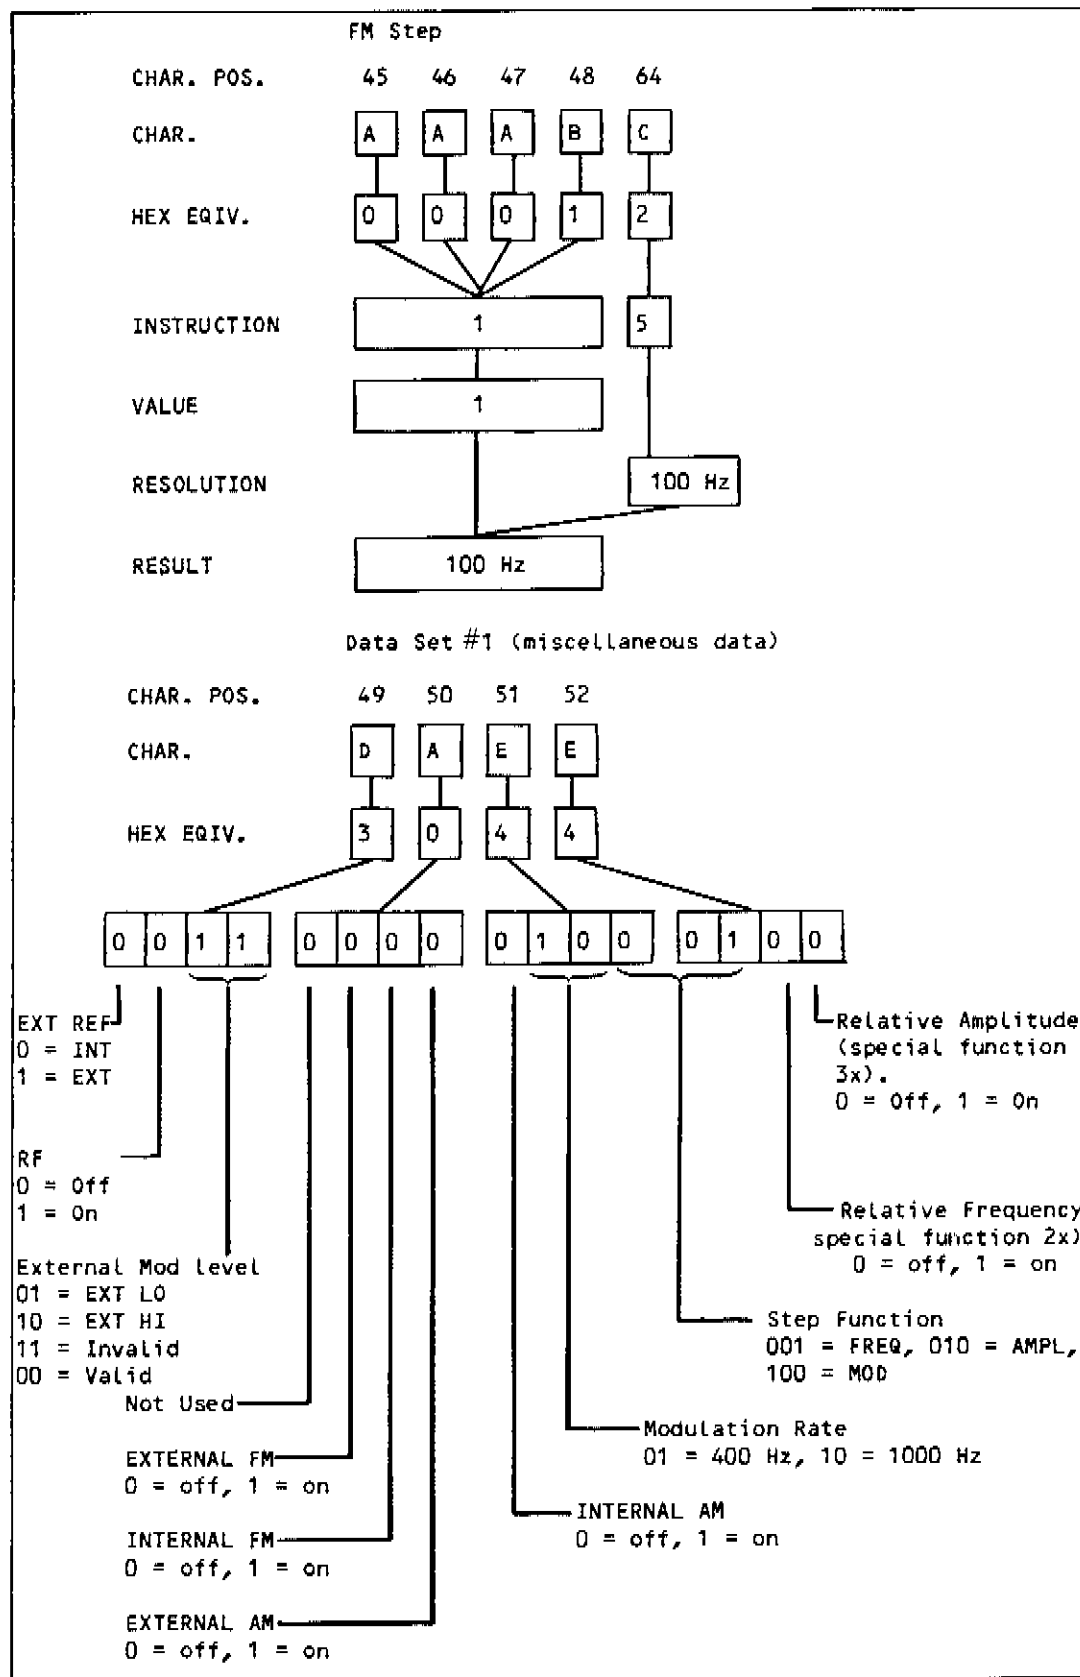 FM Step
CHAR. POS. 45 46 47 48 64
CHAR. A A A B C
HEX EQIV. 0 0 0 1 2
INSTRUCTION 1 5
VALUE 1
RESOLUTION 100 Hz
RESULT 100 Hz
Data Set #1 (miscellaneous data)
CHAR. POS. 49 50 51 52
CHAR. D A E E
HEX EQIV. 3 0 4 4
0 0 1 1 0 0 0 0 0 1 0 0 0 1 0 0
EXT REF
0 = INT
1 = EXT
Relative Amplitude
(special function
3x).
0 = Off, 1 = On
RF
0 = Off
1 = On
Relative Frequency
special function 2x)
0 = off, 1 = on
External Mod level
01 = EXT LO
10 = EXT HI
11 = Invalid
00 = Valid
Step Function
001 = FREQ, 010 = AMPL,
100 = MOD
Not Used
Modulation Rate
01 = 400 Hz, 10 = 1000 Hz
EXTERNAL FM
0 = off, 1 = on
INTERNAL AM
0 = off, 1 = on
INTERNAL FM
0 = off, 1 = on
EXTERNAL AM
0 = off, 1 = on